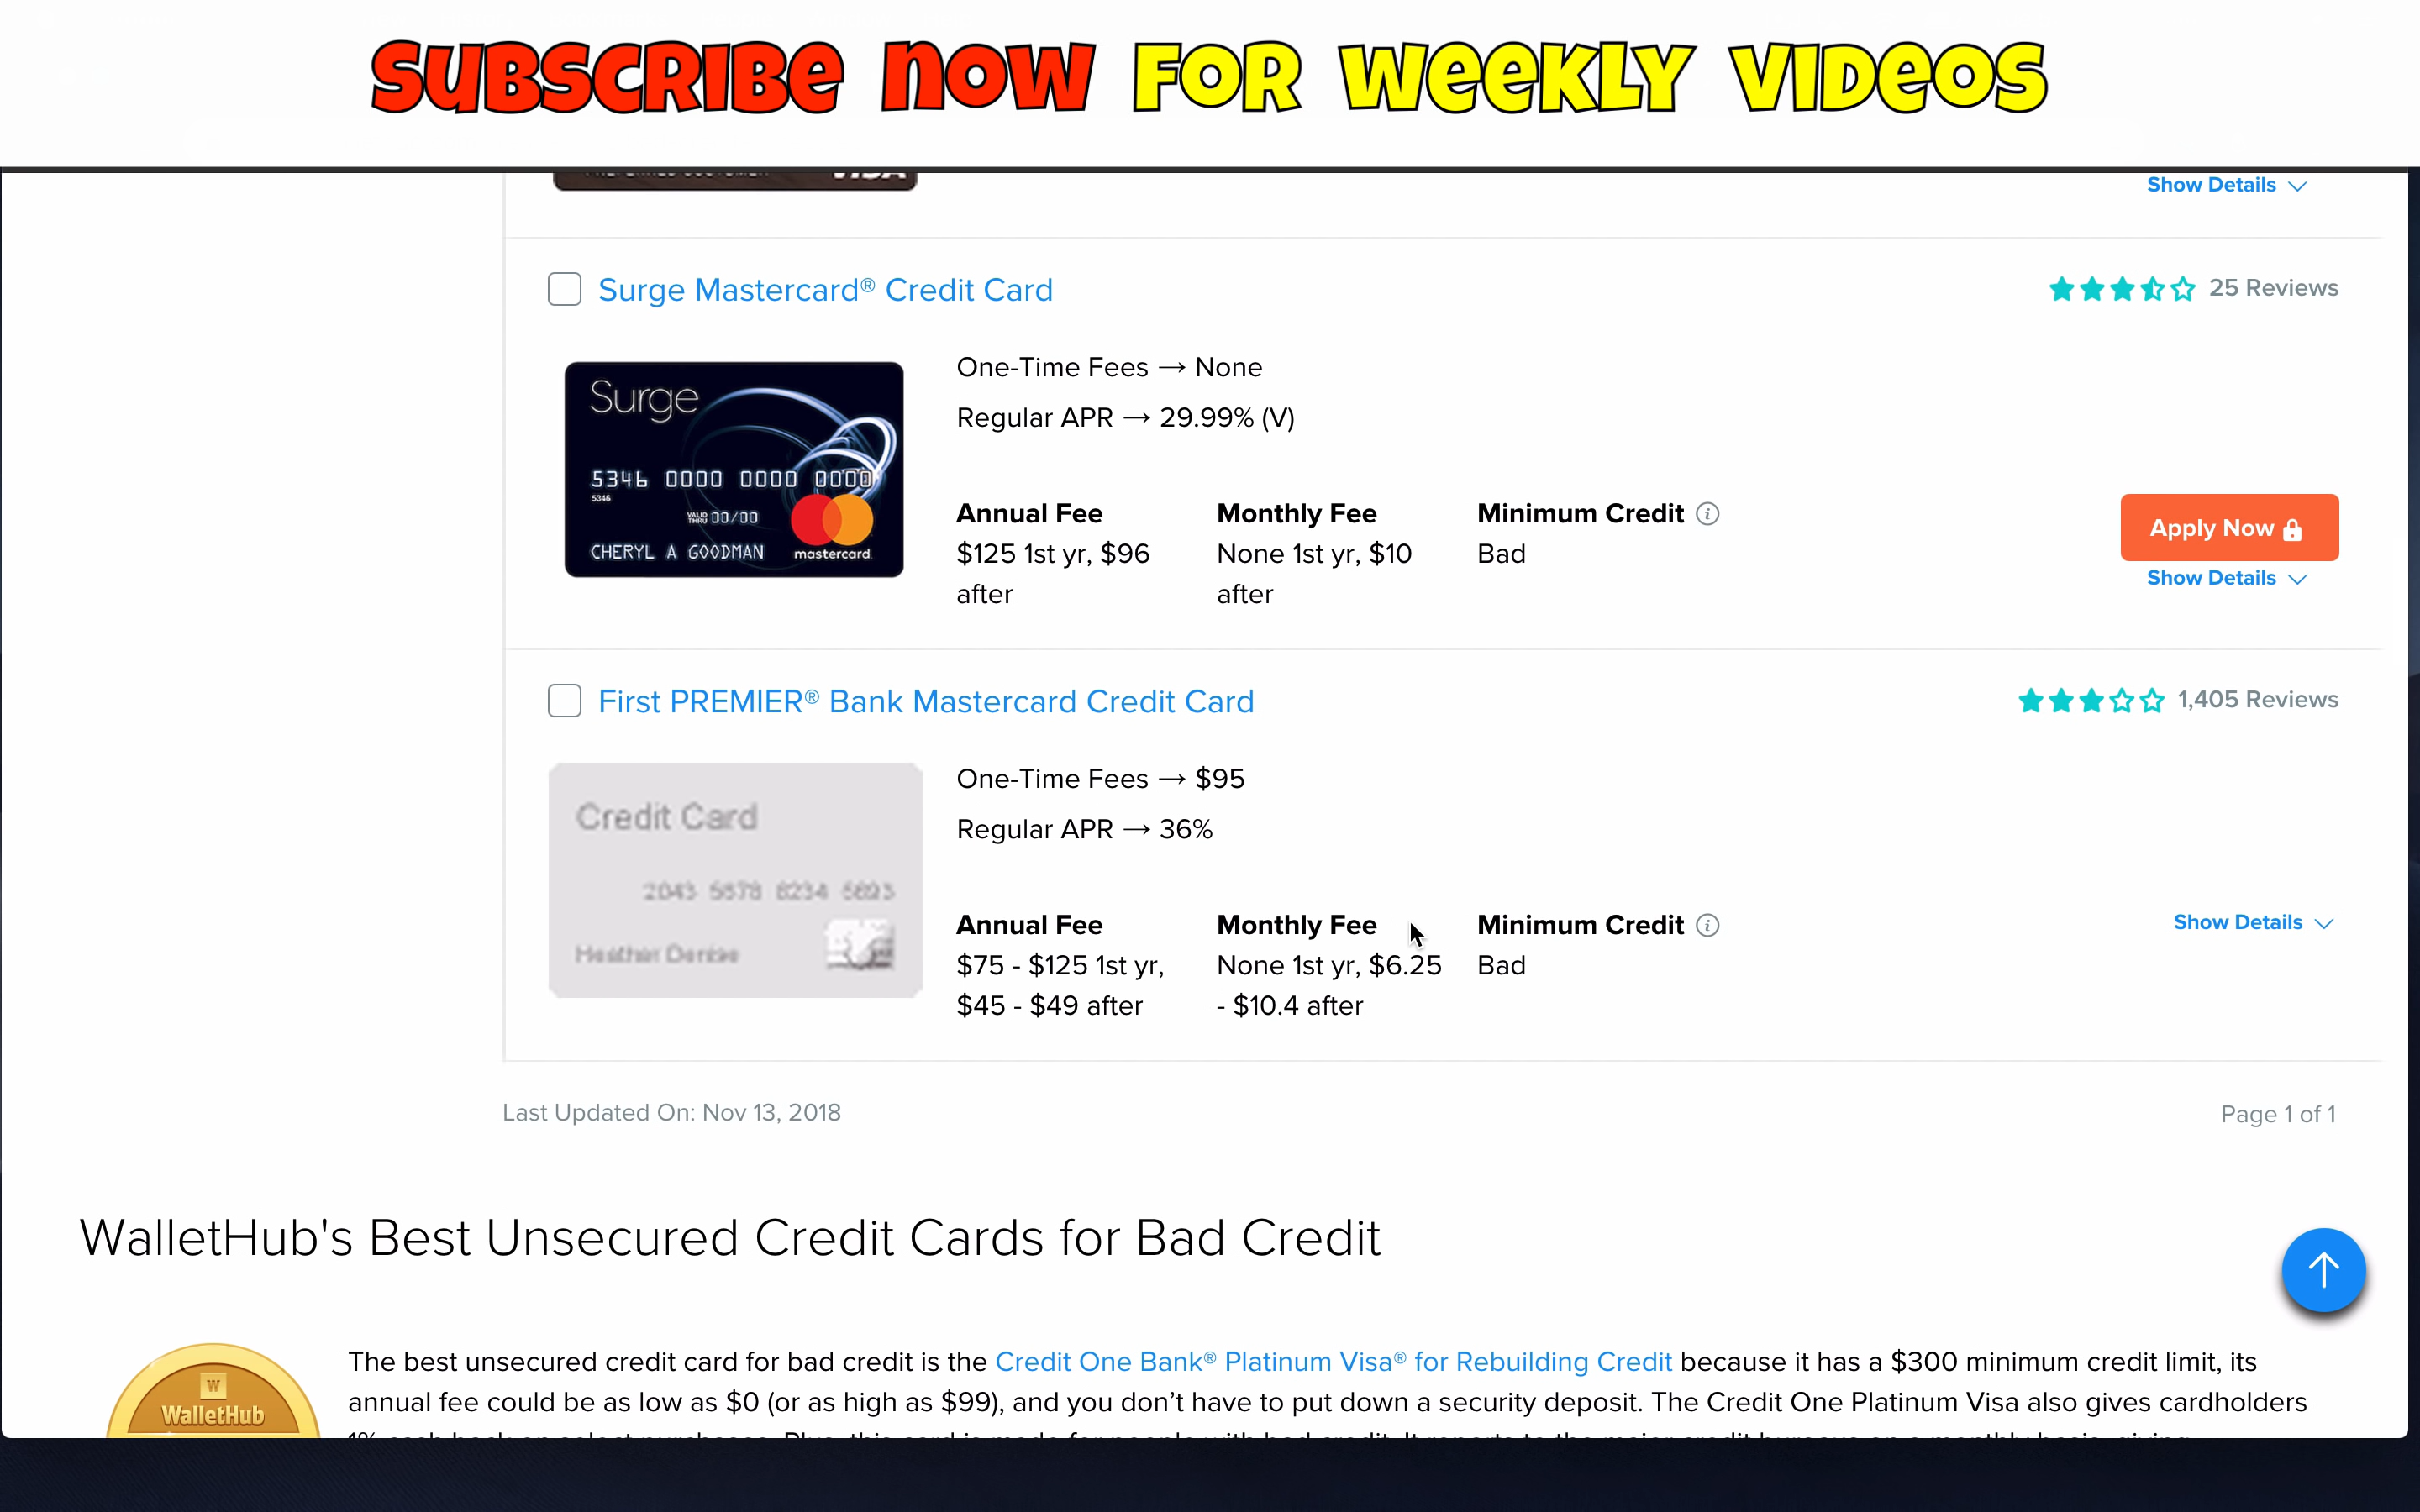 SUBSCRIBE NOW FOR WEEKLY VIDEOS
VISA
Show Details
Surge Mastercard® Credit Card
25 Reviews
One-Time Fees → None
Regular APR → 29.99% (V)
Surge
5346 0000 0000 0000
5346
VALID THRU 00/00
CHERYL A GOODMAN
mastercard
Annual Fee
Monthly Fee
Minimum Credit
$125 1st yr, $96
None 1st yr, $10
Bad
after
after
Apply Now
Show Details
First PREMIER® Bank Mastercard Credit Card
1,405 Reviews
One-Time Fees → $95
Regular APR → 36%
Credit Card
Annual Fee
Monthly Fee
Minimum Credit
$75 - $125 1st yr,
None 1st yr, $6.25
Bad
$45 - $49 after
- $10.4 after
Show Details
Last Updated On: Nov 13, 2018
Page 1 of 1
WalletHub's Best Unsecured Credit Cards for Bad Credit
W
WalletHub
The best unsecured credit card for bad credit is the Credit One Bank® Platinum Visa® for Rebuilding Credit because it has a $300 minimum credit limit, its
annual fee could be as low as $0 (or as high as $99), and you don’t have to put down a security deposit. The Credit One Platinum Visa also gives cardholders